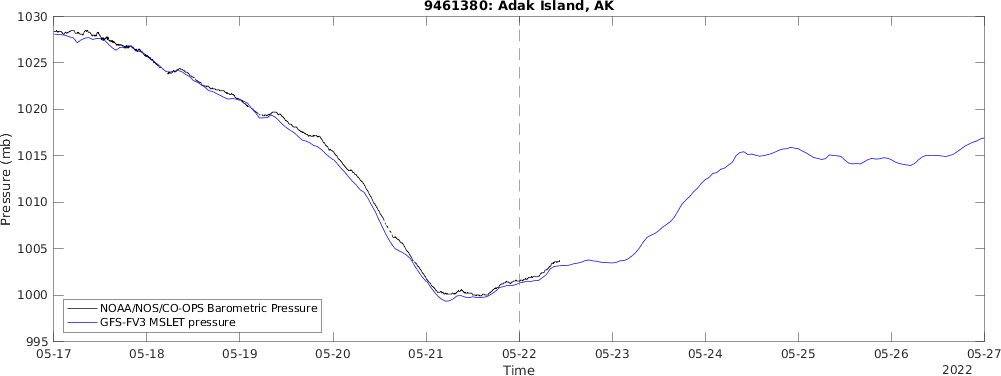 9461380: Adak Island, AK
Pressure (mb)
1030
1025
1020
1015
1010
1005
1000
995
NOAA/NOS/CO-OPS Barometric Pressure
GFS-FV3 MSLET pressure
05-17 05-18 05-19 05-20 05-21 05-22 05-23 05-24 05-25 05-26 05-27
Time
2022